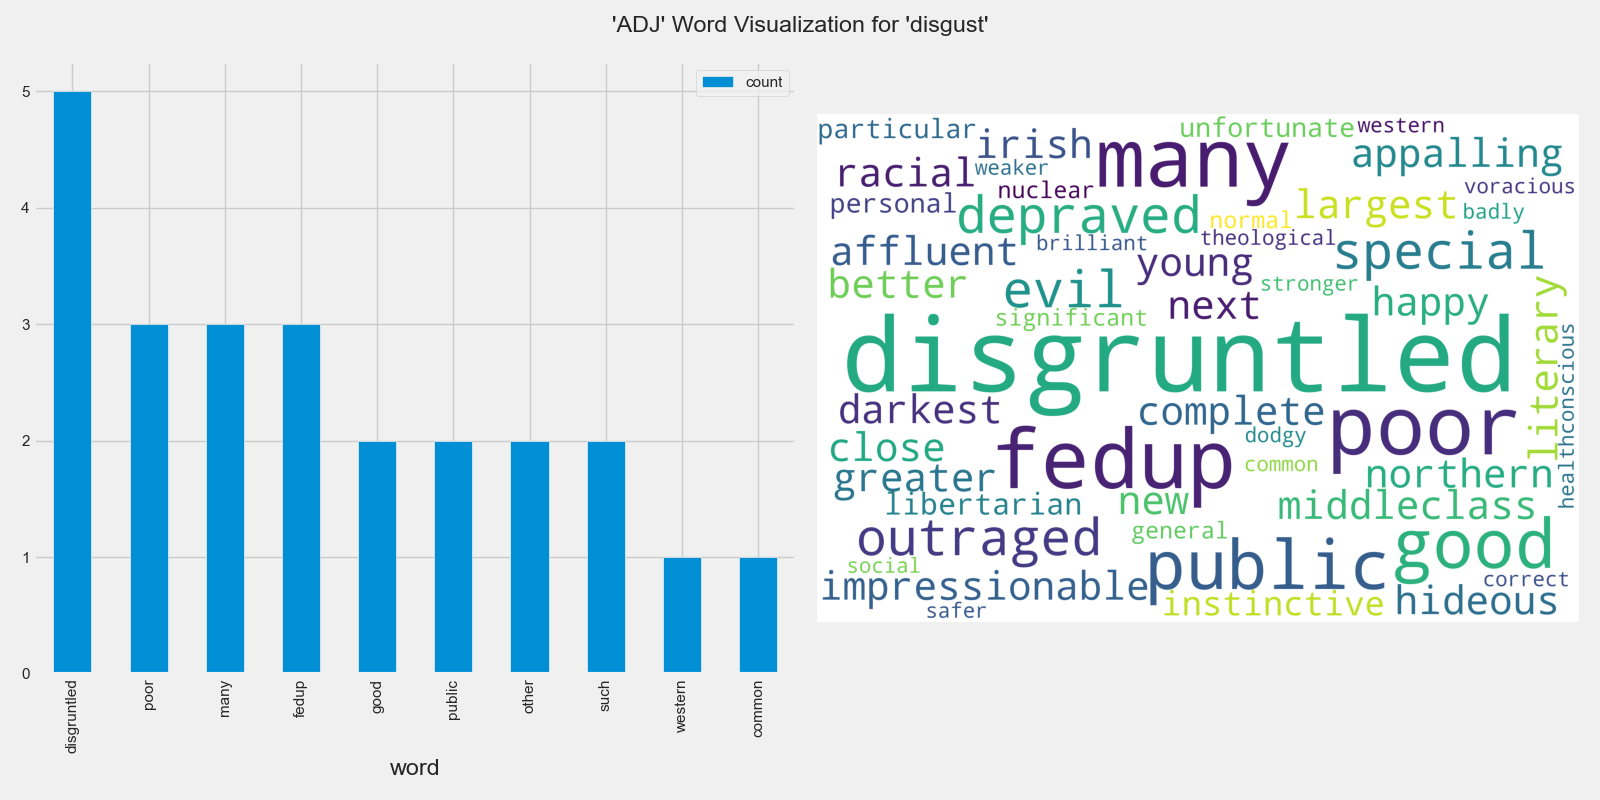 'ADJ' Word Visualization for 'disgust'
count
5
4
3
2
1
0
disgruntled
poor
many
fedup
good
public
other
such
western
common
word
particular
irish
many
unfortunate
western
racial
weaker
appalling
personal
nuclear
depraved
normal
largest
voracious
badly
affluent
brilliant
theological
special
better
evil
young
stronger
significant
next
happy
disgruntled
literary
healthconscious
darkest
complete
poor
close
fedup
dodgy
common
greater
northern
libertarian
new
middleclass
outraged
general
good
social
public
correct
impressionable
safer
instinctive
hideous